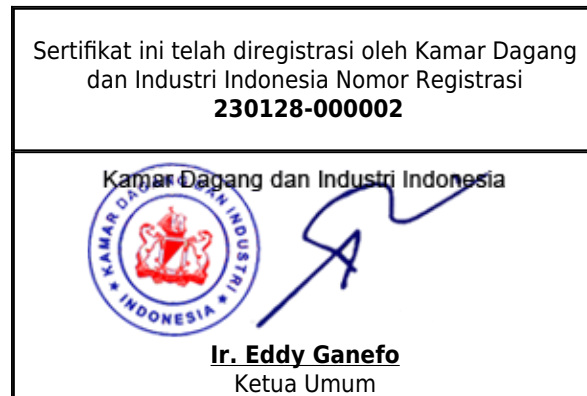 Sertifikat ini telah diregistrasi oleh Kamar Dagang
dan Industri Indonesia Nomor Registrasi
230128-000002
Kamar Dagang dan Industri Indonesia
KAMAR DAGANG DAN INDUSTRI
INDONESIA
Ir. Eddy Ganefo
Ketua Umum